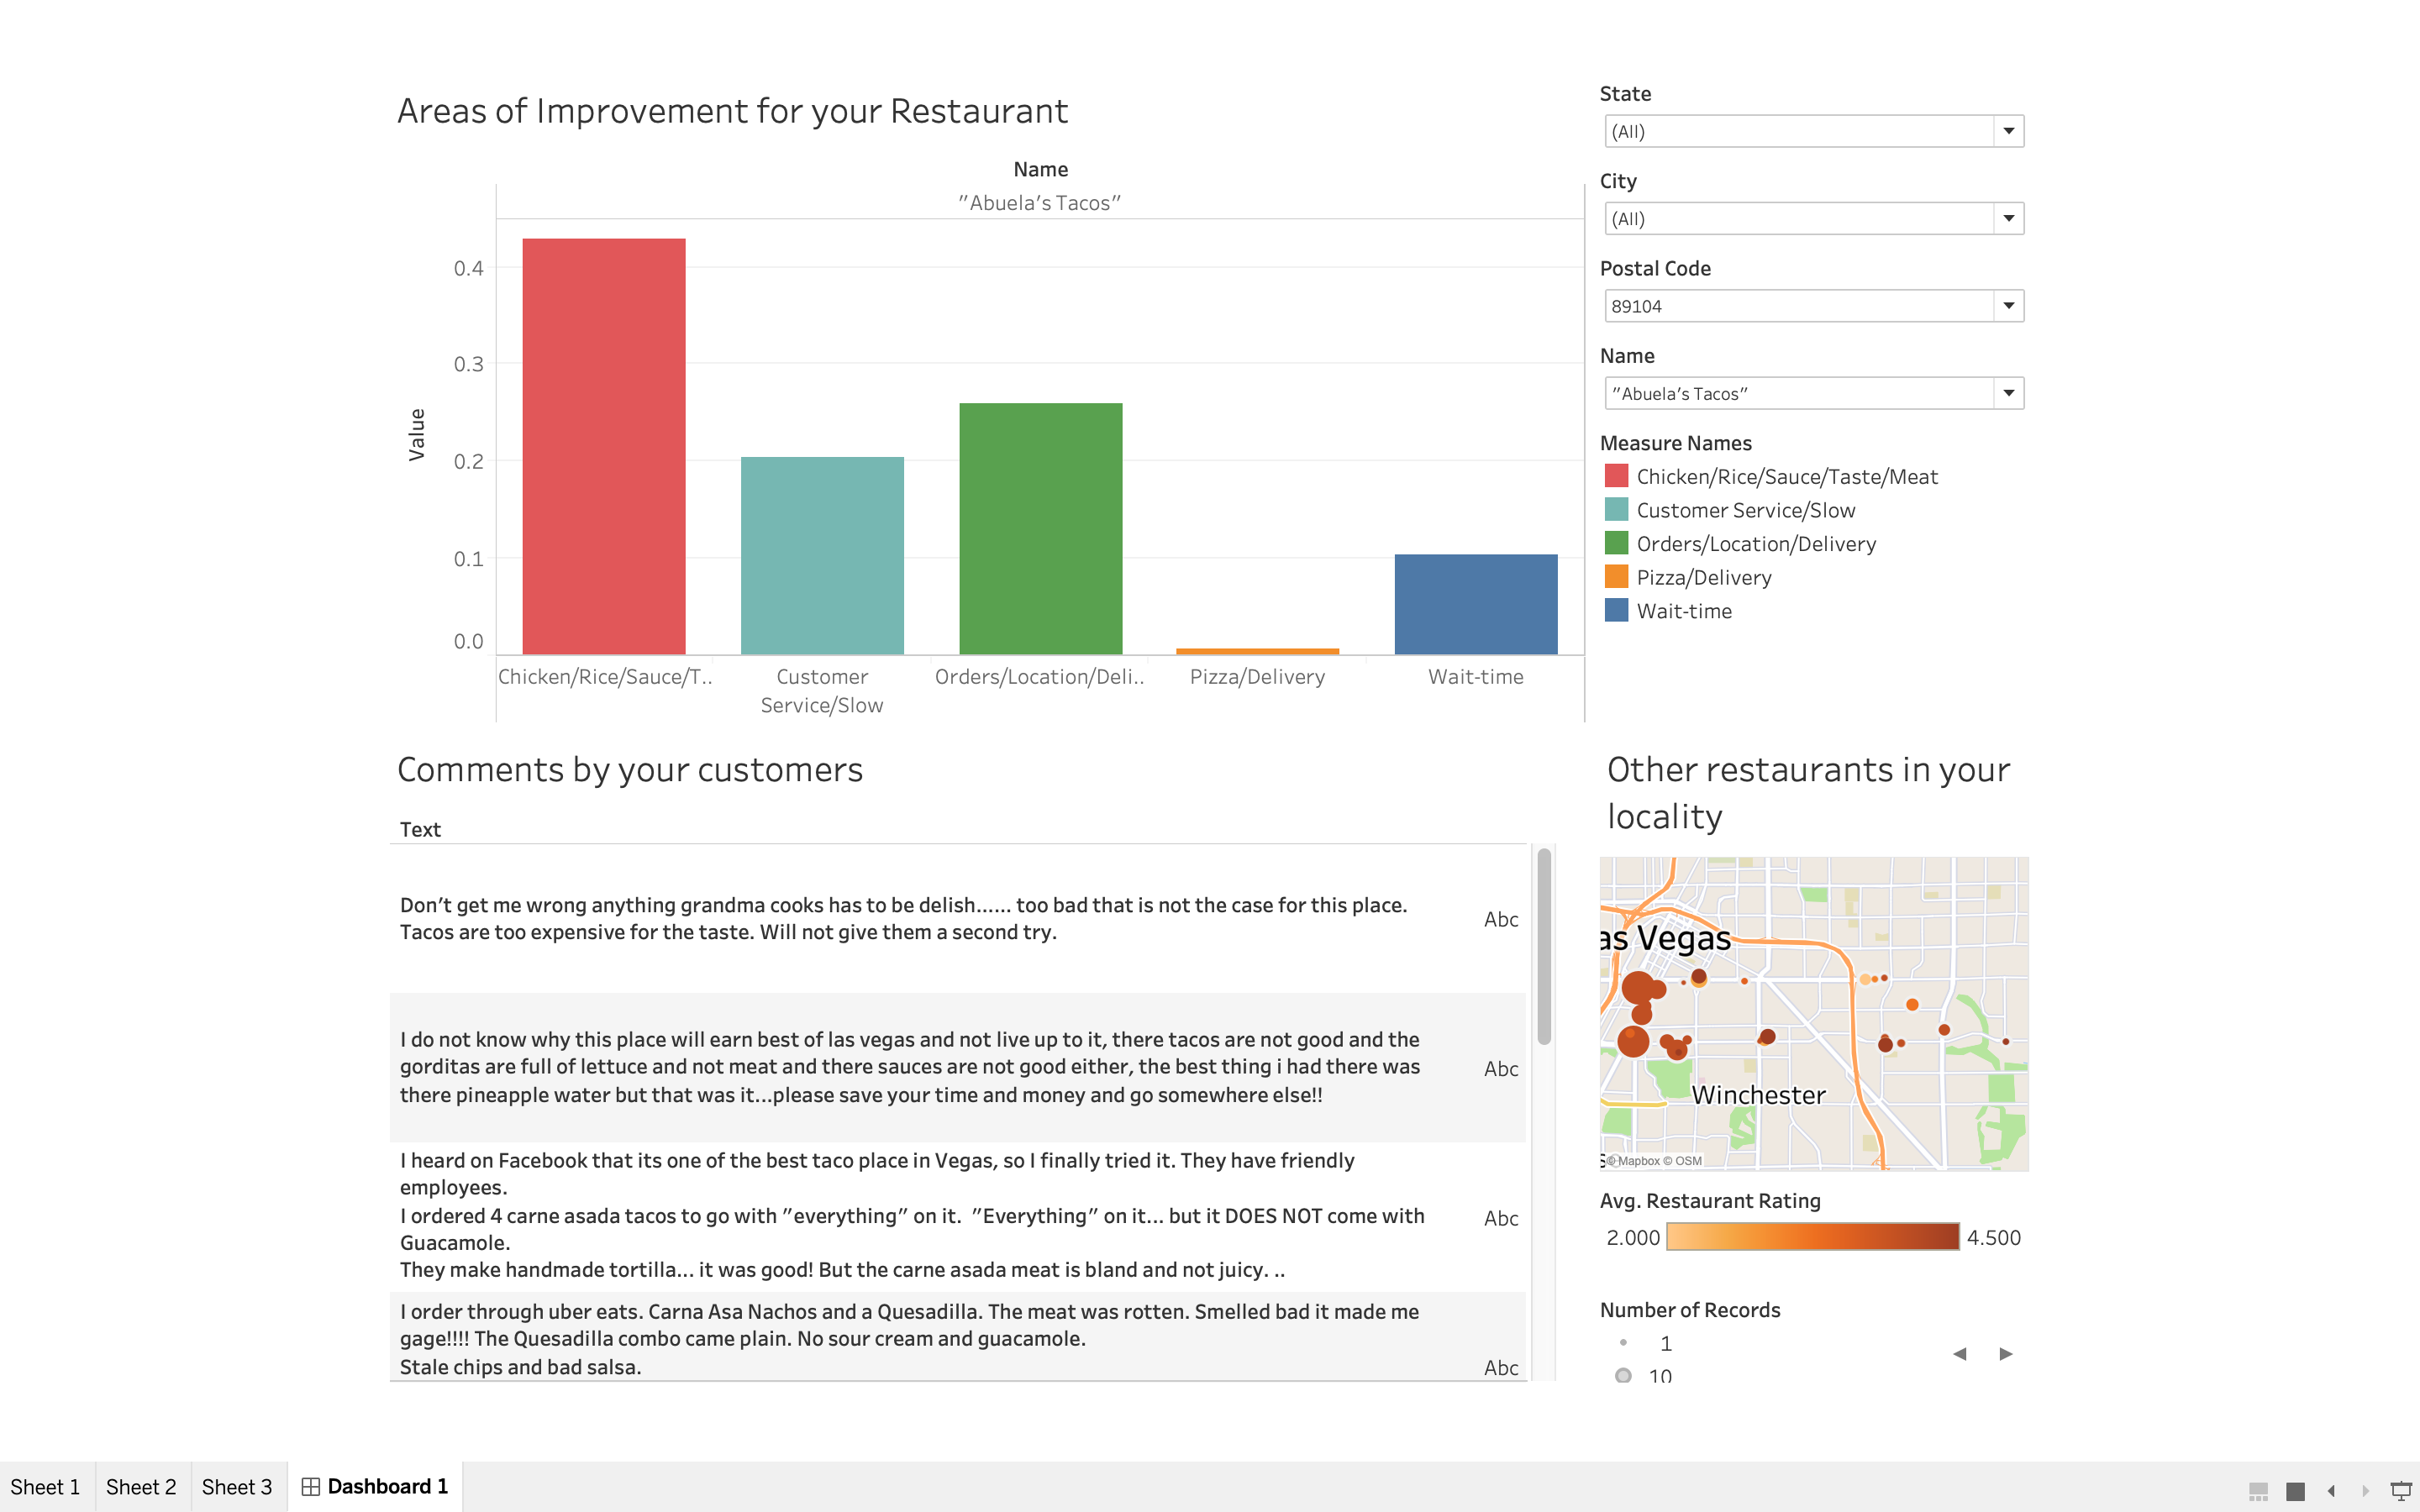 Areas of Improvement for your Restaurant
Name
"Abuela's Tacos"
Value
0.4
0.3
0.2
0.1
0.0
Chicken/Rice/Sauce/T..
Customer
Service/Slow
Orders/Location/Deli..
Pizza/Delivery
Wait-time
State
(All)
City
(All)
Postal Code
89104
Name
"Abuela's Tacos"
Measure Names
Chicken/Rice/Sauce/Taste/Meat
Customer Service/Slow
Orders/Location/Delivery
Pizza/Delivery
Wait-time
Comments by your customers
Text
Don't get me wrong anything grandma cooks has to be delish...... too bad that is not the case for this place.
Tacos are too expensive for the taste. Will not give them a second try.
Abc
I do not know why this place will earn best of las vegas and not live up to it, there tacos are not good and the
gorditas are full of lettuce and not meat and there sauces are not good either, the best thing i had there was
there pineapple water but that was it...please save your time and money and go somewhere else!!
Abc
I heard on Facebook that its one of the best taco place in Vegas, so I finally tried it. They have friendly
employees.
I ordered 4 carne asada tacos to go with "everything" on it.  "Everything" on it... but it DOES NOT come with
Guacamole.
They make handmade tortilla... it was good! But the carne asada meat is bland and not juicy. ..
Abc
I order through uber eats. Carna Asa Nachos and a Quesadilla. The meat was rotten. Smelled bad it made me
gage!!!! The Quesadilla combo came plain. No sour cream and guacamole.
Stale chips and bad salsa.
Abc
Other restaurants in your
locality
as Vegas
Winchester
© Mapbox © OSM
Avg. Restaurant Rating
2.000
4.500
Number of Records
1
10
Sheet 1
Sheet 2
Sheet 3
Dashboard 1